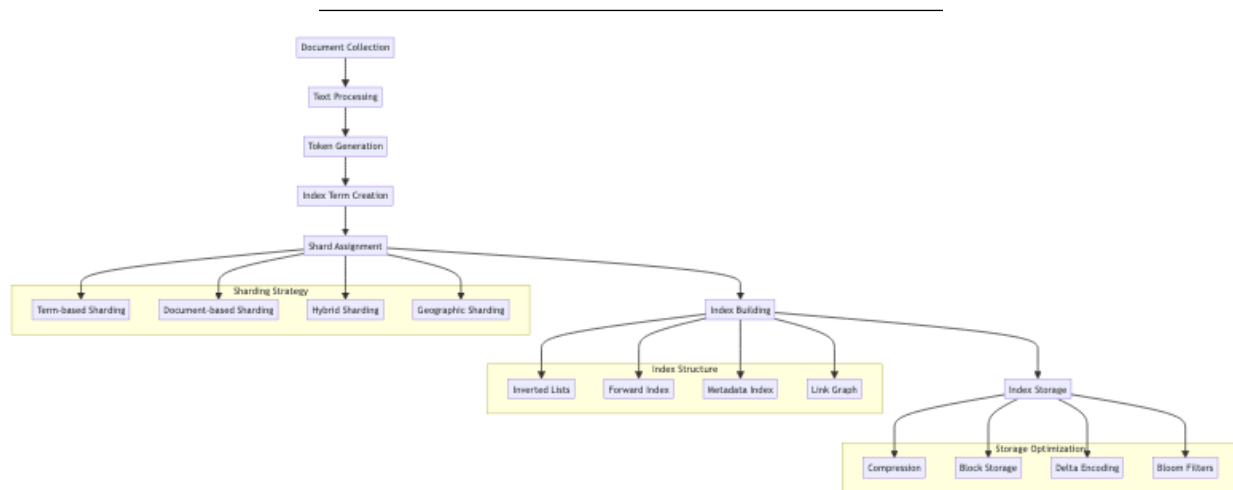 Document Collection
Text Processing
Token Generation
Index Term Creation
Shard Assignment
Sharding Strategy
Term-based Sharding
Document-based Sharding
Hybrid Sharding
Geographic Sharding
Index Building
Index Structure
Inverted Lists
Forward Index
Metadata Index
Link Graph
Index Storage
Storage Optimization
Compression
Block Storage
Delta Encoding
Bloom Filters